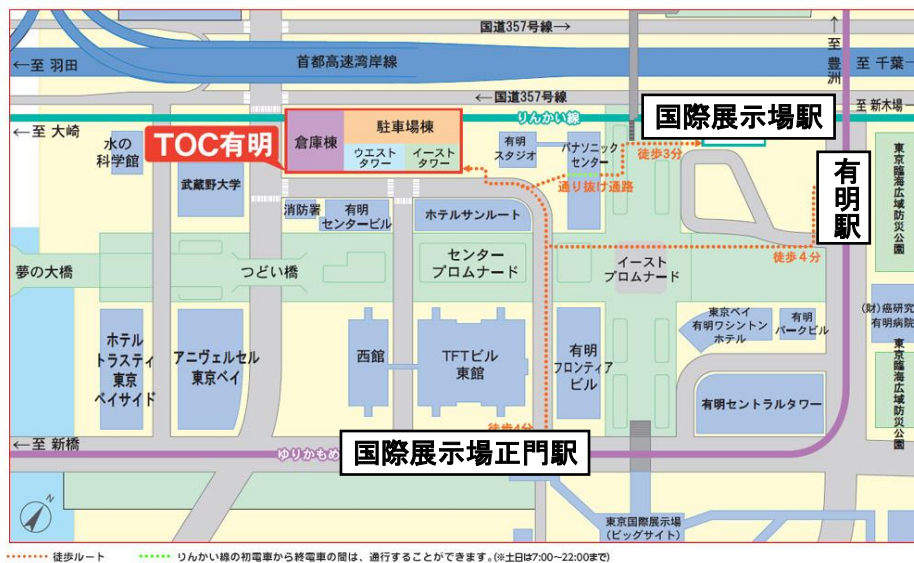 国道357号線→
←至 羽田
首都高速湾岸線
→至 豊洲
至 千葉→
←国道357号線
←至 大崎
りんかい線
国際展示場駅
至 新木場→
水の
科学館
TOC有明
倉庫棟
駐車場棟
ウエスト
タワー
イースト
タワー
有明
スタジオ
パナソニック
センター
徒歩3分
通り抜け通路
有明駅
東京臨海広域防災公園
武蔵野大学
消防署
有明
センタービル
ホテルサンルート
夢の大橋
つどい橋
センター
プロムナード
イースト
プロムナード
徒歩4分
ホテル
トラスティ
東京
ベイサイド
アニヴェルセル
東京ベイ
西館
TFTビル
東館
有明
フロンティア
ビル
東京ベイ
有明ワシントン
ホテル
有明
パークビル
(財)癌研究
有明病院
東京臨海広域防災公園
有明セントラルタワー
徒歩4分
←至 新橋
ゆりかもめ
国際展示場正門駅
N
東京国際展示場
(ビッグサイト)
徒歩ルート
りんかい線の初電車から終電車の間は、通行することができます。(※土日は7:00~22:00まで)